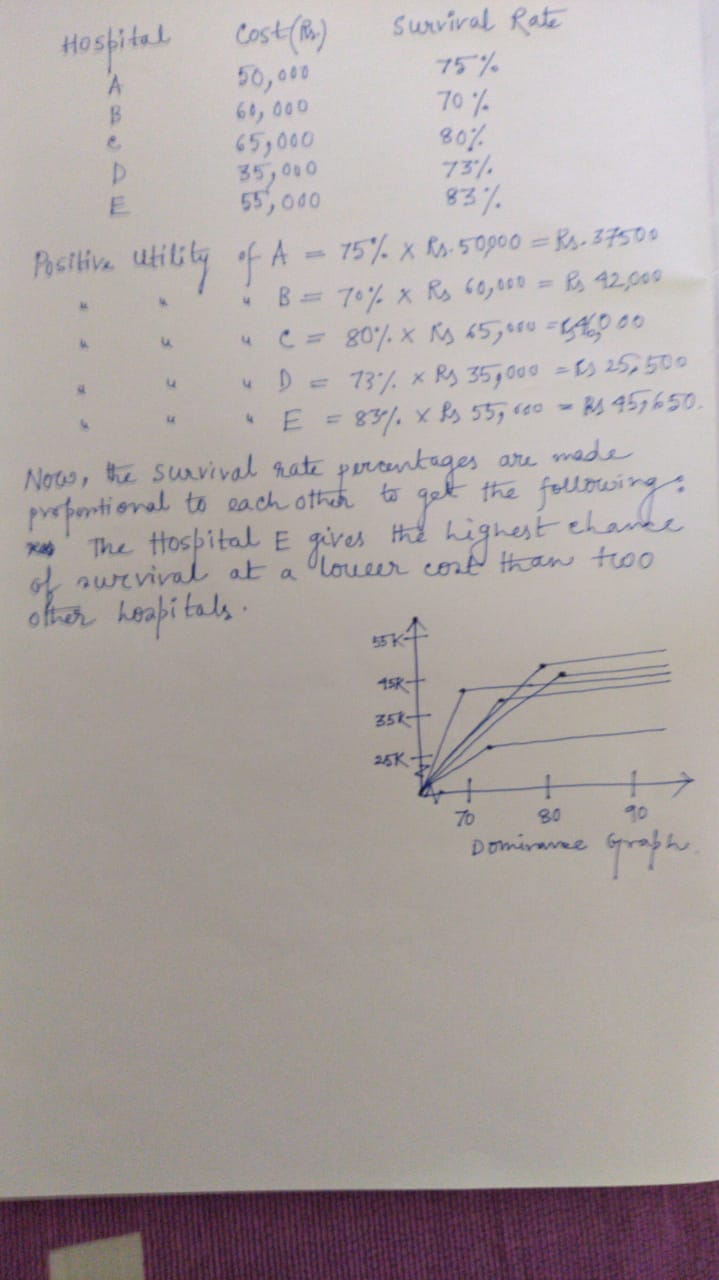 Hospital Cost (Rs.) Survival Rate
A 50,000 75%
B 60,000 70%
C 65,000 80%
D 35,000 73%
E 55,000 83%
Positive Utility of A = 75% x Rs. 50,000 = Rs. 37500
" " " B = 70% x Rs 60,000 = Rs 42,000
" " " C = 80% x Rs 65,000 =
" " " D = 73% x Rs 35,000 = Rs 25,500
" " " E = 83% x Rs 55,000 = Rs 45,650.
Now, the survival rate percentages are made
proportional to each other to get the following:
The Hospital E gives the highest chance
of survival at a lower cost than two
other hospitals.
55K
45K
35K
25K
70 80 90
Dominance Graph.